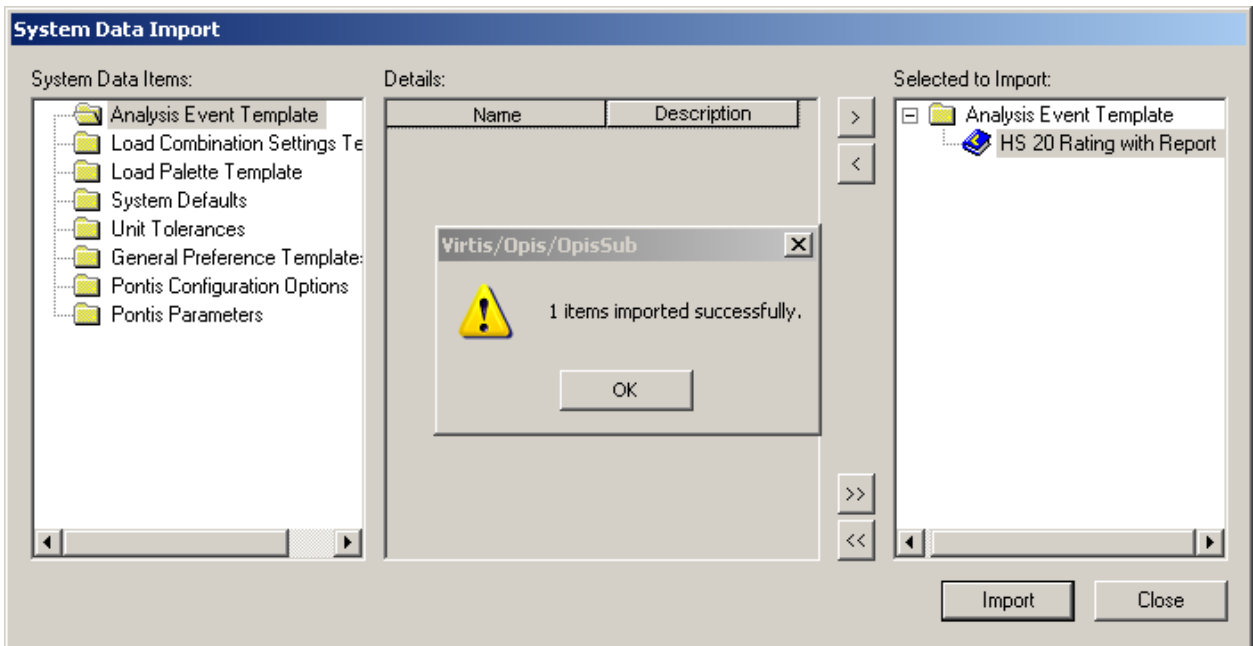 System Data Import
System Data Items:
Analysis Event Template
Load Combination Settings Te
Load Palette Template
System Defaults
Unit Tolerances
General Preference Template:
Pontis Configuration Options
Pontis Parameters
Details:
Name Description
Virtis/Opis/OpisSub
1 items imported successfully.
OK
>
<
>>
<<
Selected to Import:
Analysis Event Template
HS 20 Rating with Report
Import Close